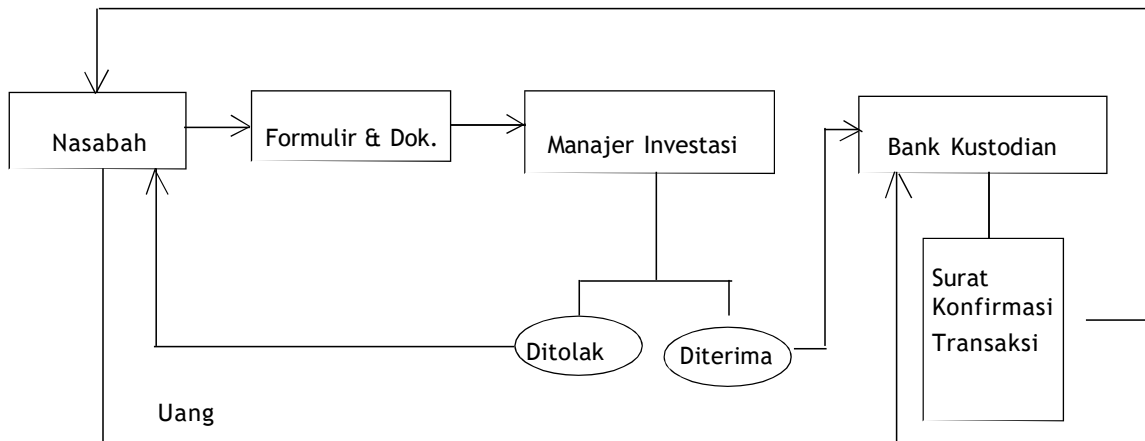 Nasabah
Formulir & Dok.
Manajer Investasi
Bank Kustodian
Surat
Konfirmasi
Transaksi
Ditolak
Diterima
Uang